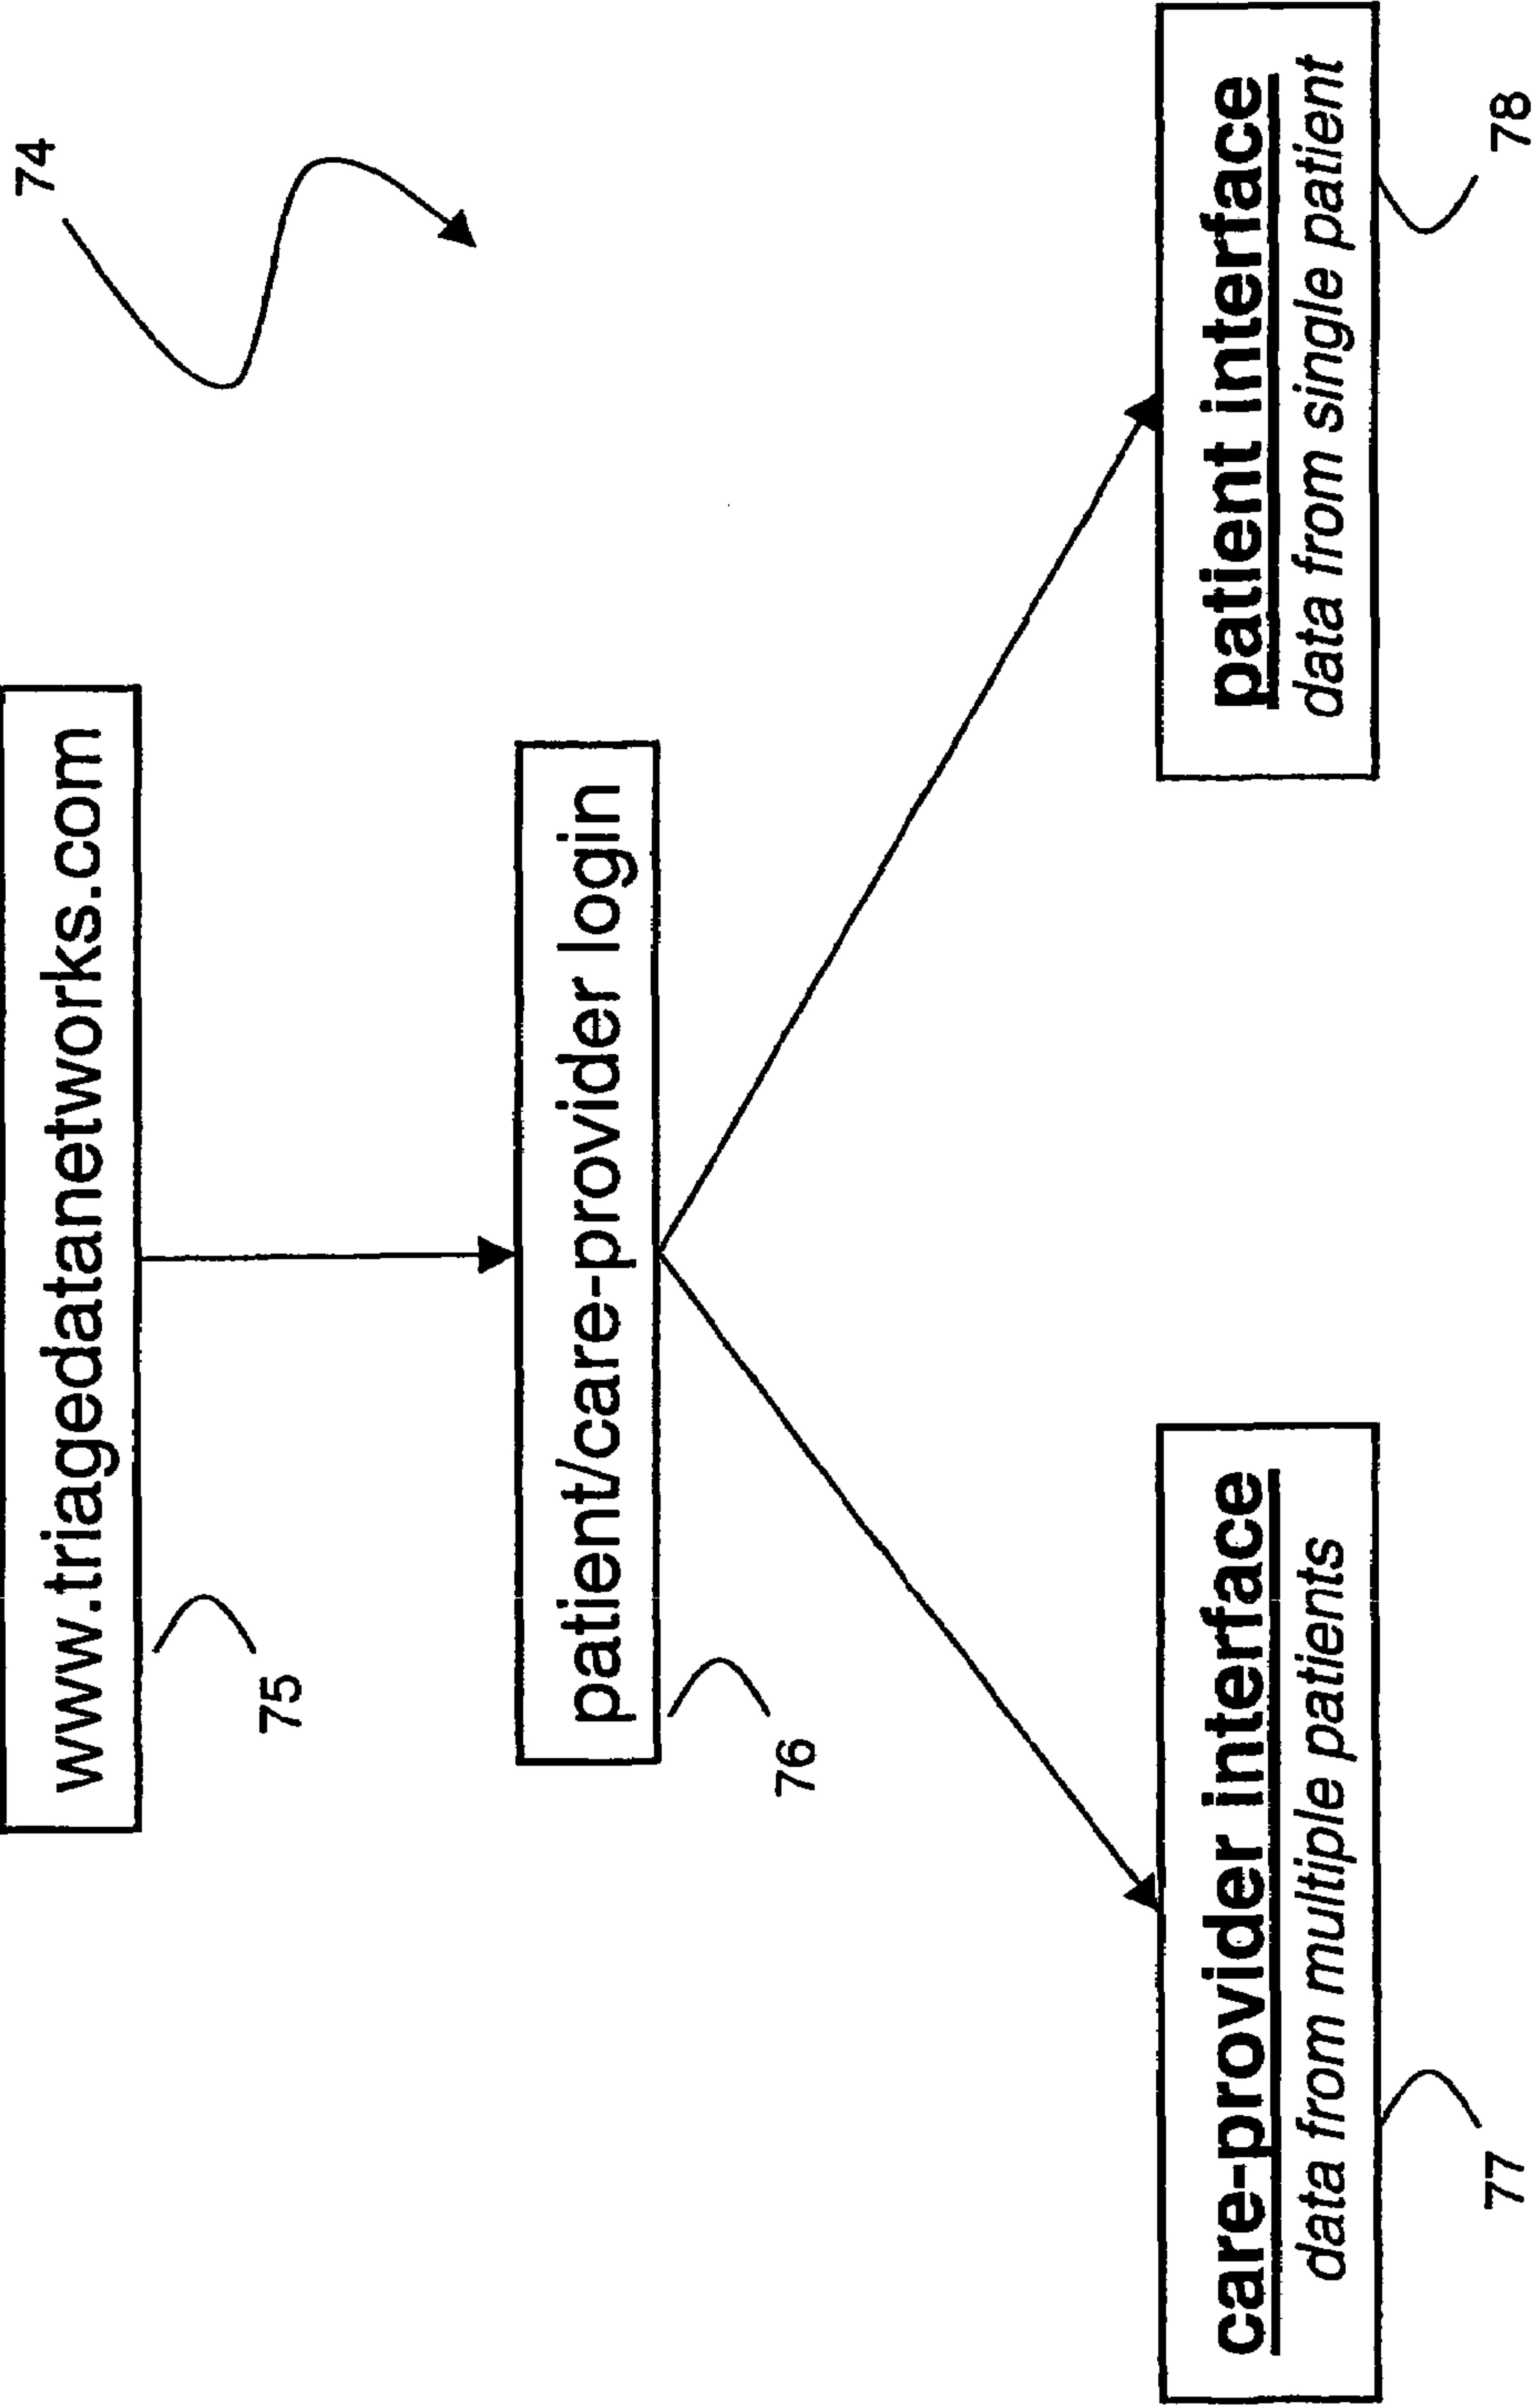 74
www.triagedatanetworks.com
75
patient/care-provider login
76
care-provider interface
data from multiple patients
77
patient interface
data from single patient
78